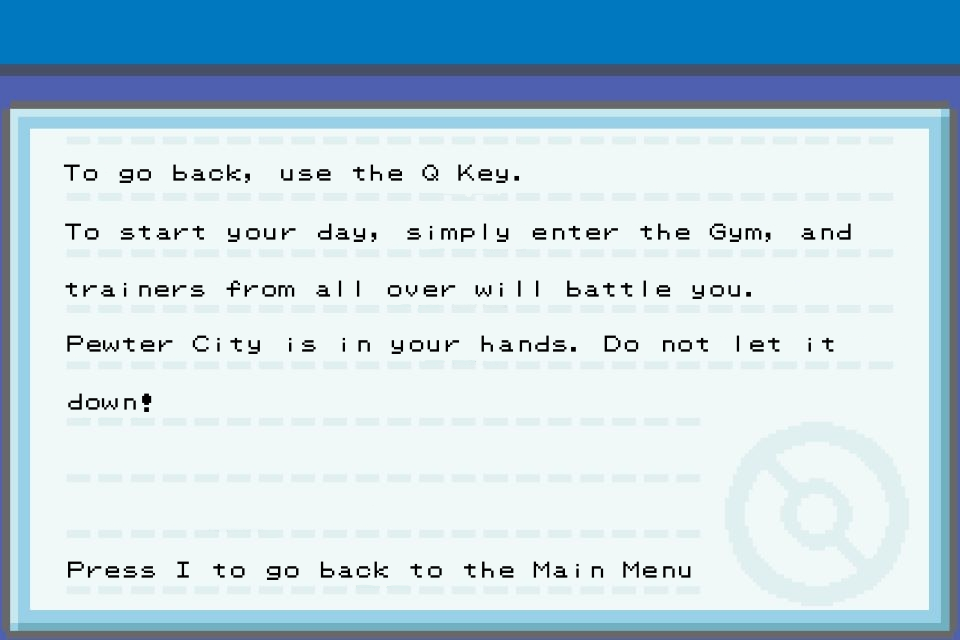 To go back, use the Q Key.
To start your day, simply enter the Gym, and
trainers from all over will battle you.
Pewter City is in your hands. Do not let it
down!
Press I to go back to the Main Menu